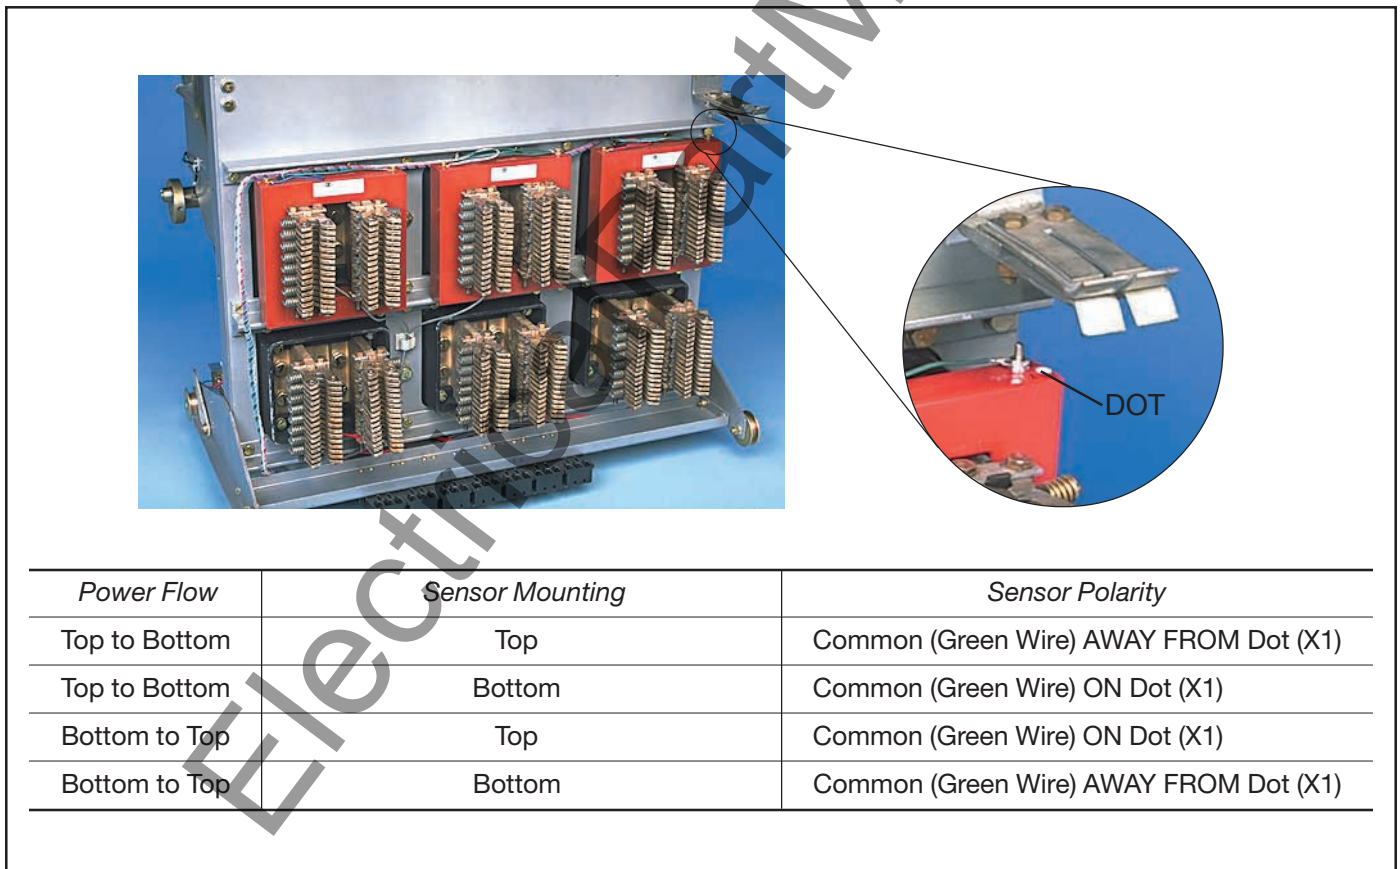 DOT
Power Flow Sensor Mounting Sensor Polarity
Top to Bottom Top Common (Green Wire) AWAY FROM Dot (X1)
Top to Bottom Bottom Common (Green Wire) ON Dot (X1)
Bottom to Top Top Common (Green Wire) ON Dot (X1)
Bottom to Top Bottom Common (Green Wire) AWAY FROM Dot (X1)
ElectricalPartM